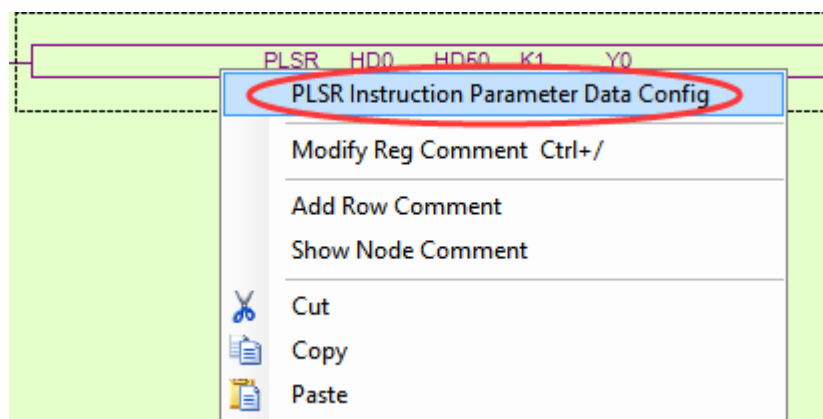 PLSR HD0 HD50 K1 Y0
PLSR Instruction Parameter Data Config
Modify Reg Comment Ctrl+/
Add Row Comment
Show Node Comment
Cut
Copy
Paste